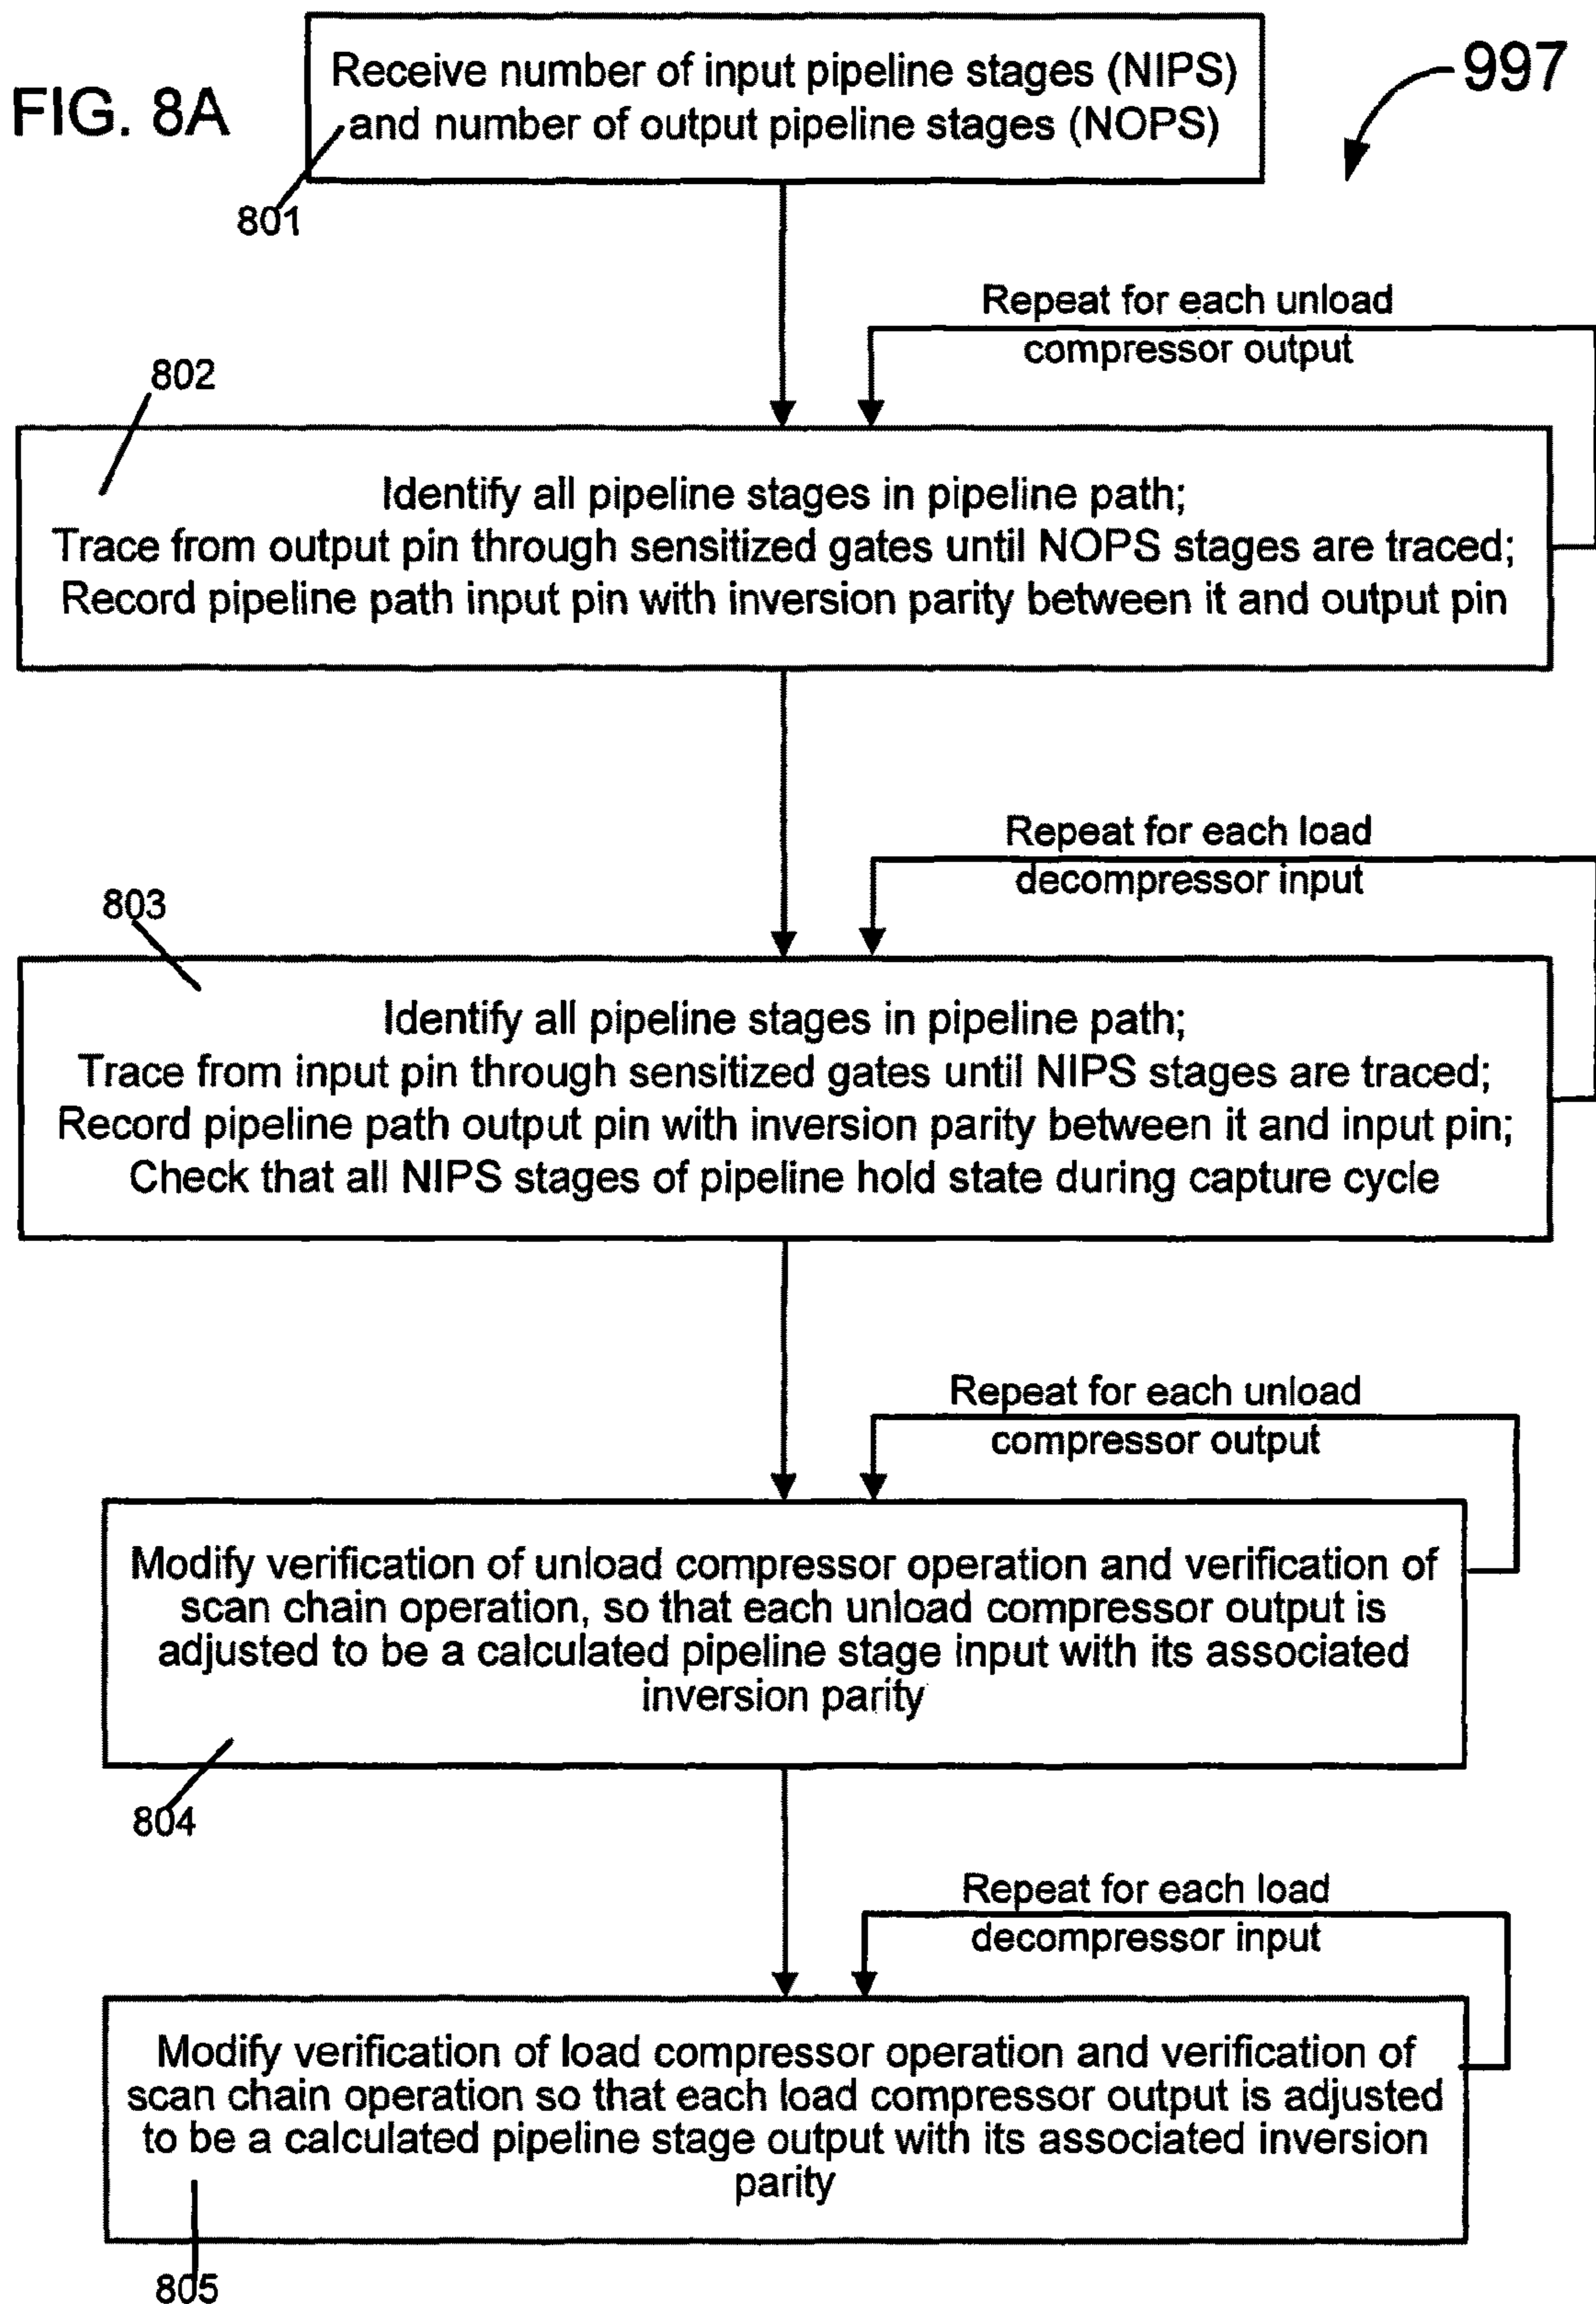 FIG. 8A
Receive number of input pipeline stages (NIPS)
and number of output pipeline stages (NOPS)
997
801
Repeat for each unload
compressor output
802
Identify all pipeline stages in pipeline path;
Trace from output pin through sensitized gates until NOPS stages are traced;
Record pipeline path input pin with inversion parity between it and output pin
Repeat for each load
decompressor input
803
Identify all pipeline stages in pipeline path;
Trace from input pin through sensitized gates until NIPS stages are traced;
Record pipeline path output pin with inversion parity between it and input pin;
Check that all NIPS stages of pipeline hold state during capture cycle
Repeat for each unload
compressor output
Modify verification of unload compressor operation and verification of
scan chain operation, so that each unload compressor output is
adjusted to be a calculated pipeline stage input with its associated
inversion parity
804
Repeat for each load
decompressor input
Modify verification of load compressor operation and verification of
scan chain operation so that each load compressor output is adjusted
to be a calculated pipeline stage output with its associated inversion
parity
805